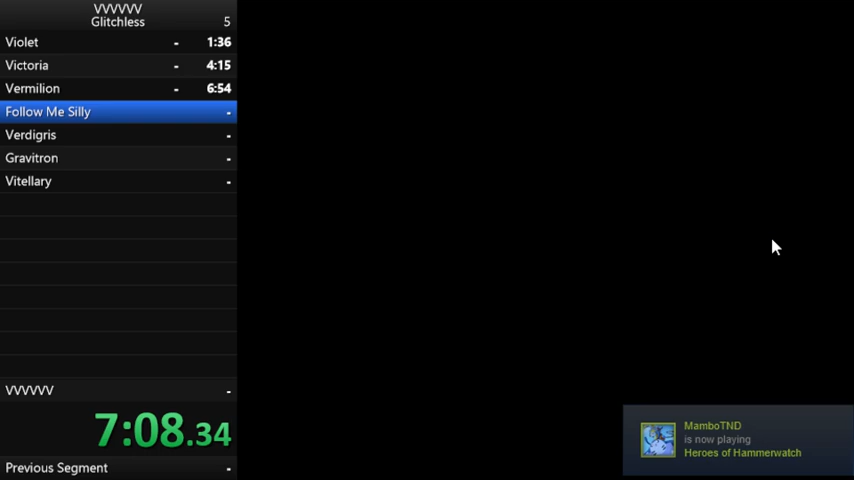 VVVVVV
Glitchless 5
Violet - 1:36
Victoria - 4:15
Vermilion - 6:54
Follow Me Silly -
Verdigris -
Gravitron -
Vitellary -
VVVVVV -
7:08.34
Previous Segment -
MamboTND
is now playing
Heroes of Hammerwatch